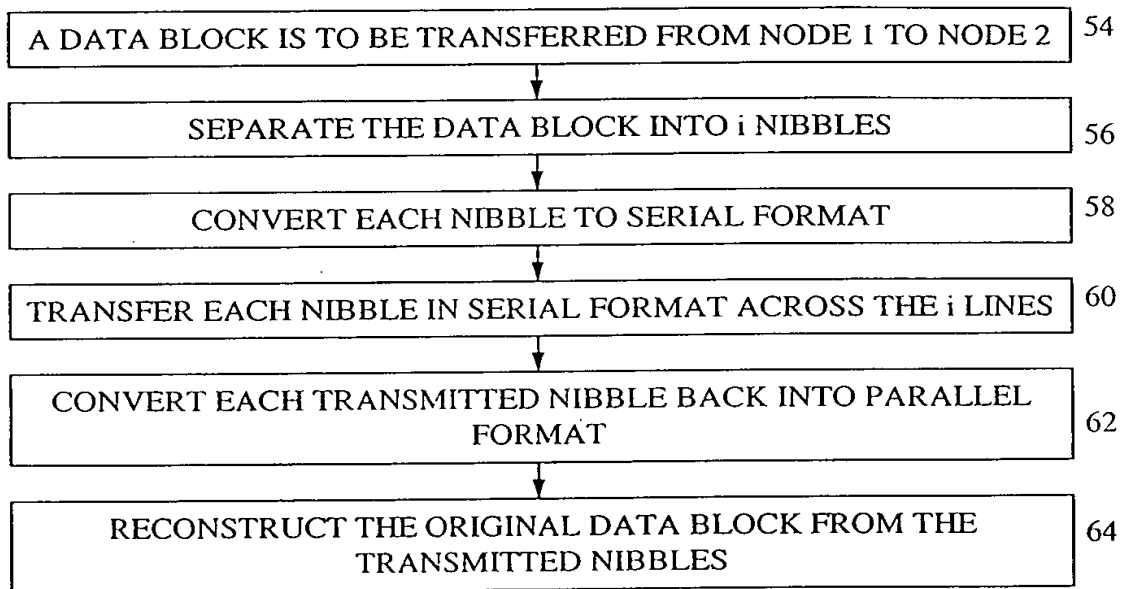 A DATA BLOCK IS TO BE TRANSFERRED FROM NODE 1 TO NODE 2 54
SEPARATE THE DATA BLOCK INTO i NIBBLES 56
CONVERT EACH NIBBLE TO SERIAL FORMAT 58
TRANSFER EACH NIBBLE IN SERIAL FORMAT ACROSS THE i LINES 60
CONVERT EACH TRANSMITTED NIBBLE BACK INTO PARALLEL
FORMAT 62
RECONSTRUCT THE ORIGINAL DATA BLOCK FROM THE
TRANSMITTED NIBBLES 64